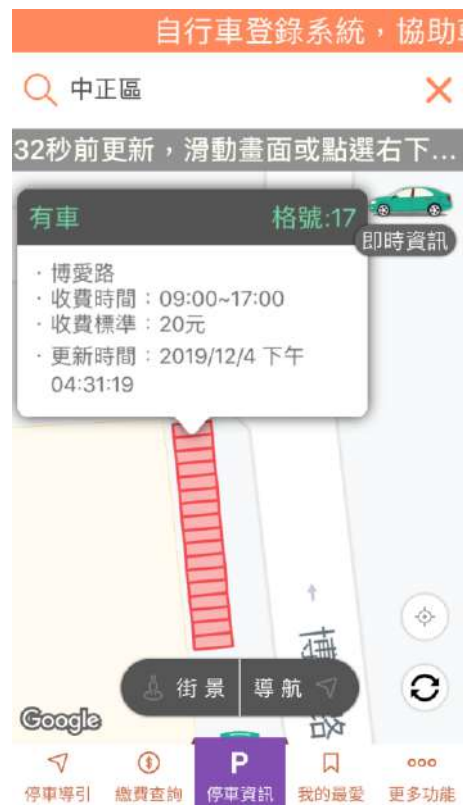 自行車登錄系統，協助
中正區
32秒前更新，滑動畫面或點選右下...
有車 格號:17
即時資訊
· 博愛路
· 收費時間：09:00~17:00
· 收費標準：20元
· 更新時間：2019/12/4 下午
04:31:19
博
路
街景 導航
Google
P
停車導引 繳費查詢 停車資訊 我的最愛 更多功能